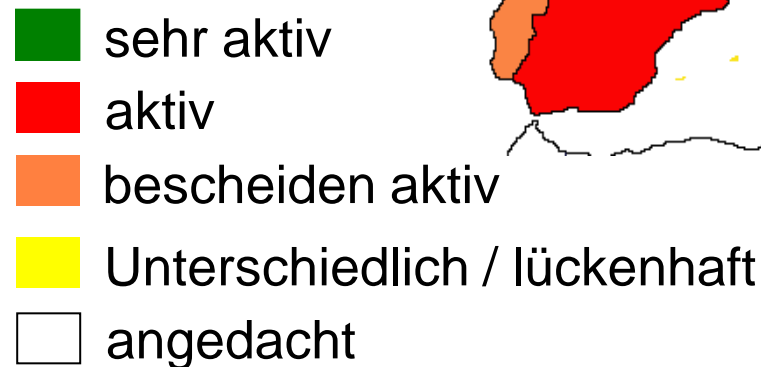 sehr aktiv
aktiv
bescheiden aktiv
Unterschiedlich / lückenhaft
angedacht